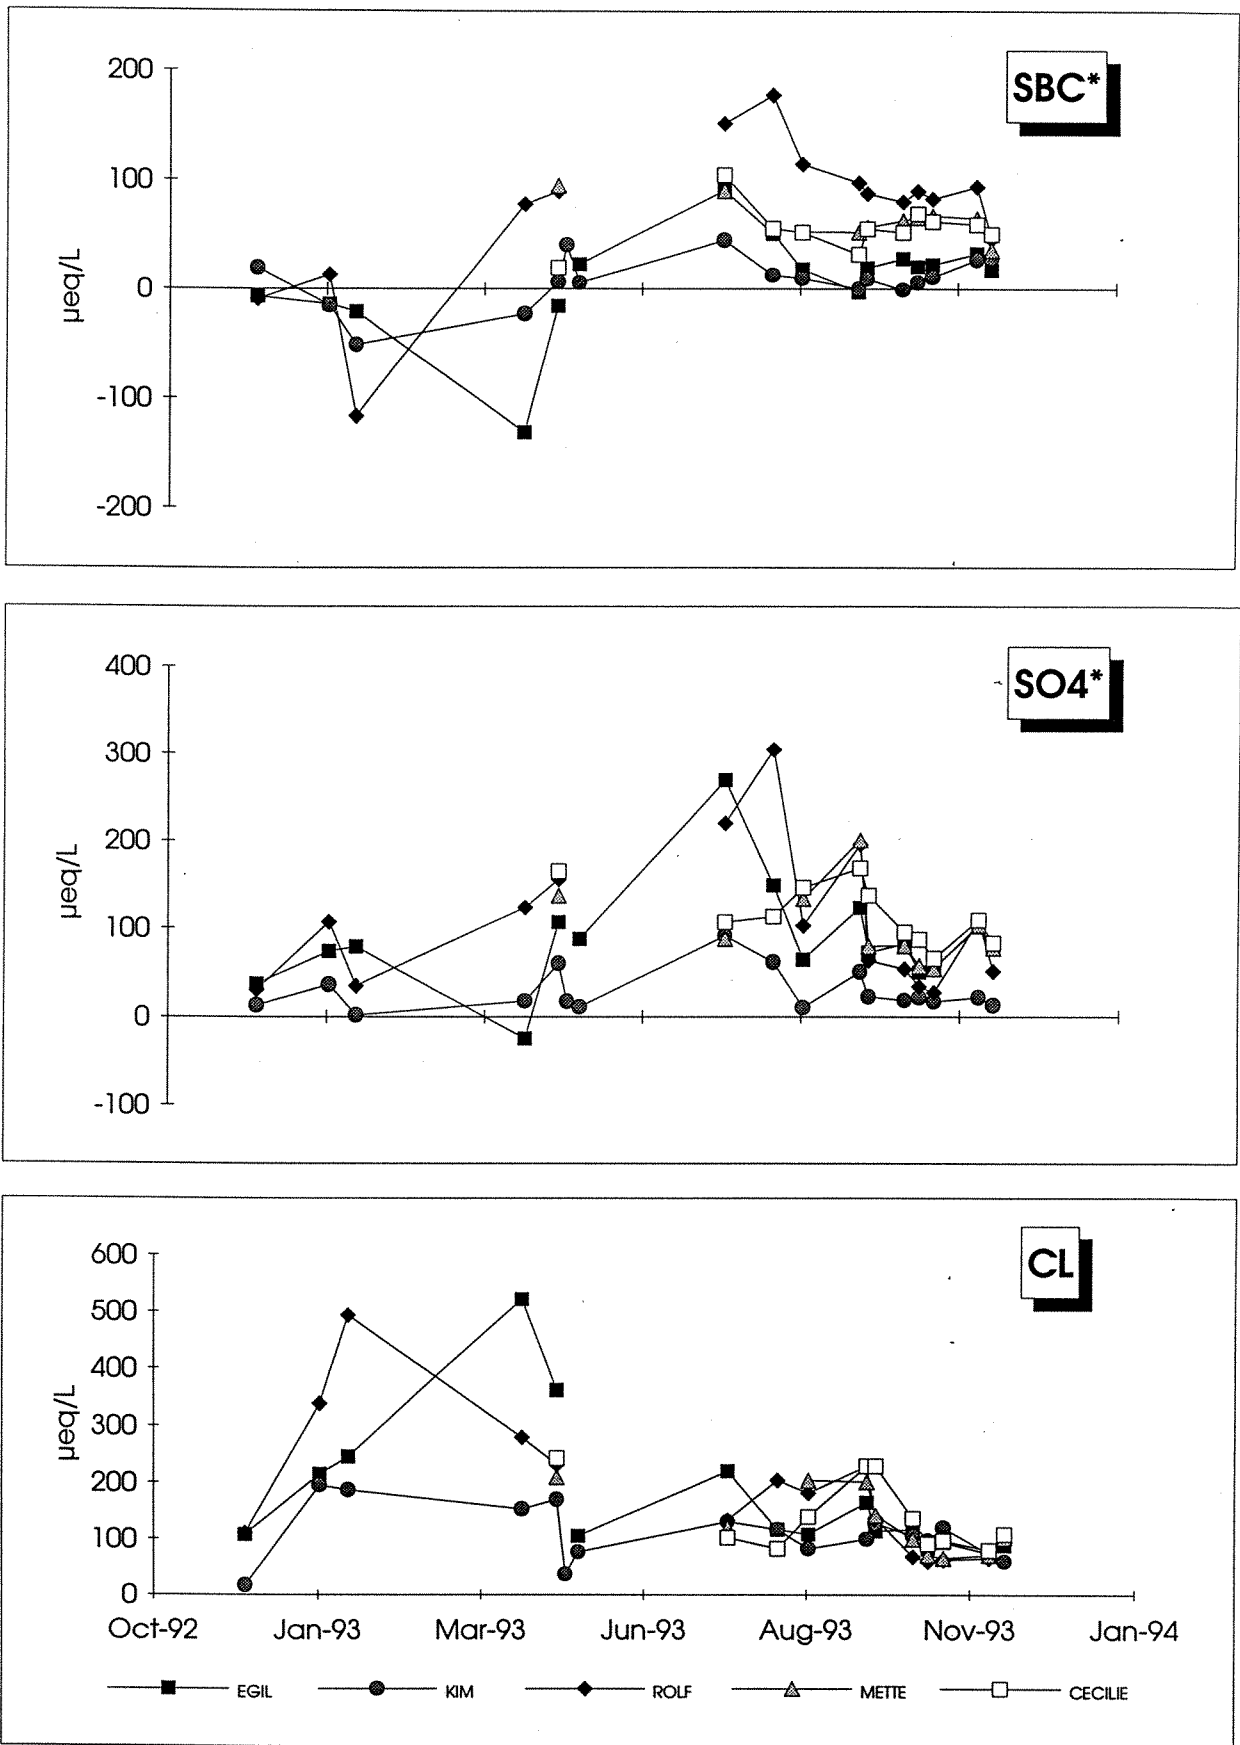 SBC*
200
100
0
-100
-200
µeq/L
SO4*
400
300
200
100
0
-100
µeq/L
CL
600
500
400
300
200
100
0
µeq/L
Oct-92 Jan-93 Mar-93 Jun-93 Aug-93 Nov-93 Jan-94
EGIL KIM ROLF METTE CECILIE